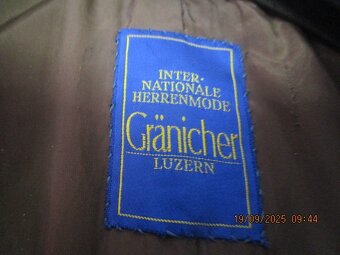 INTER-
NATIONALE
HERRENMODE
Gränicher
LUZERN
19/09/2025 09:44